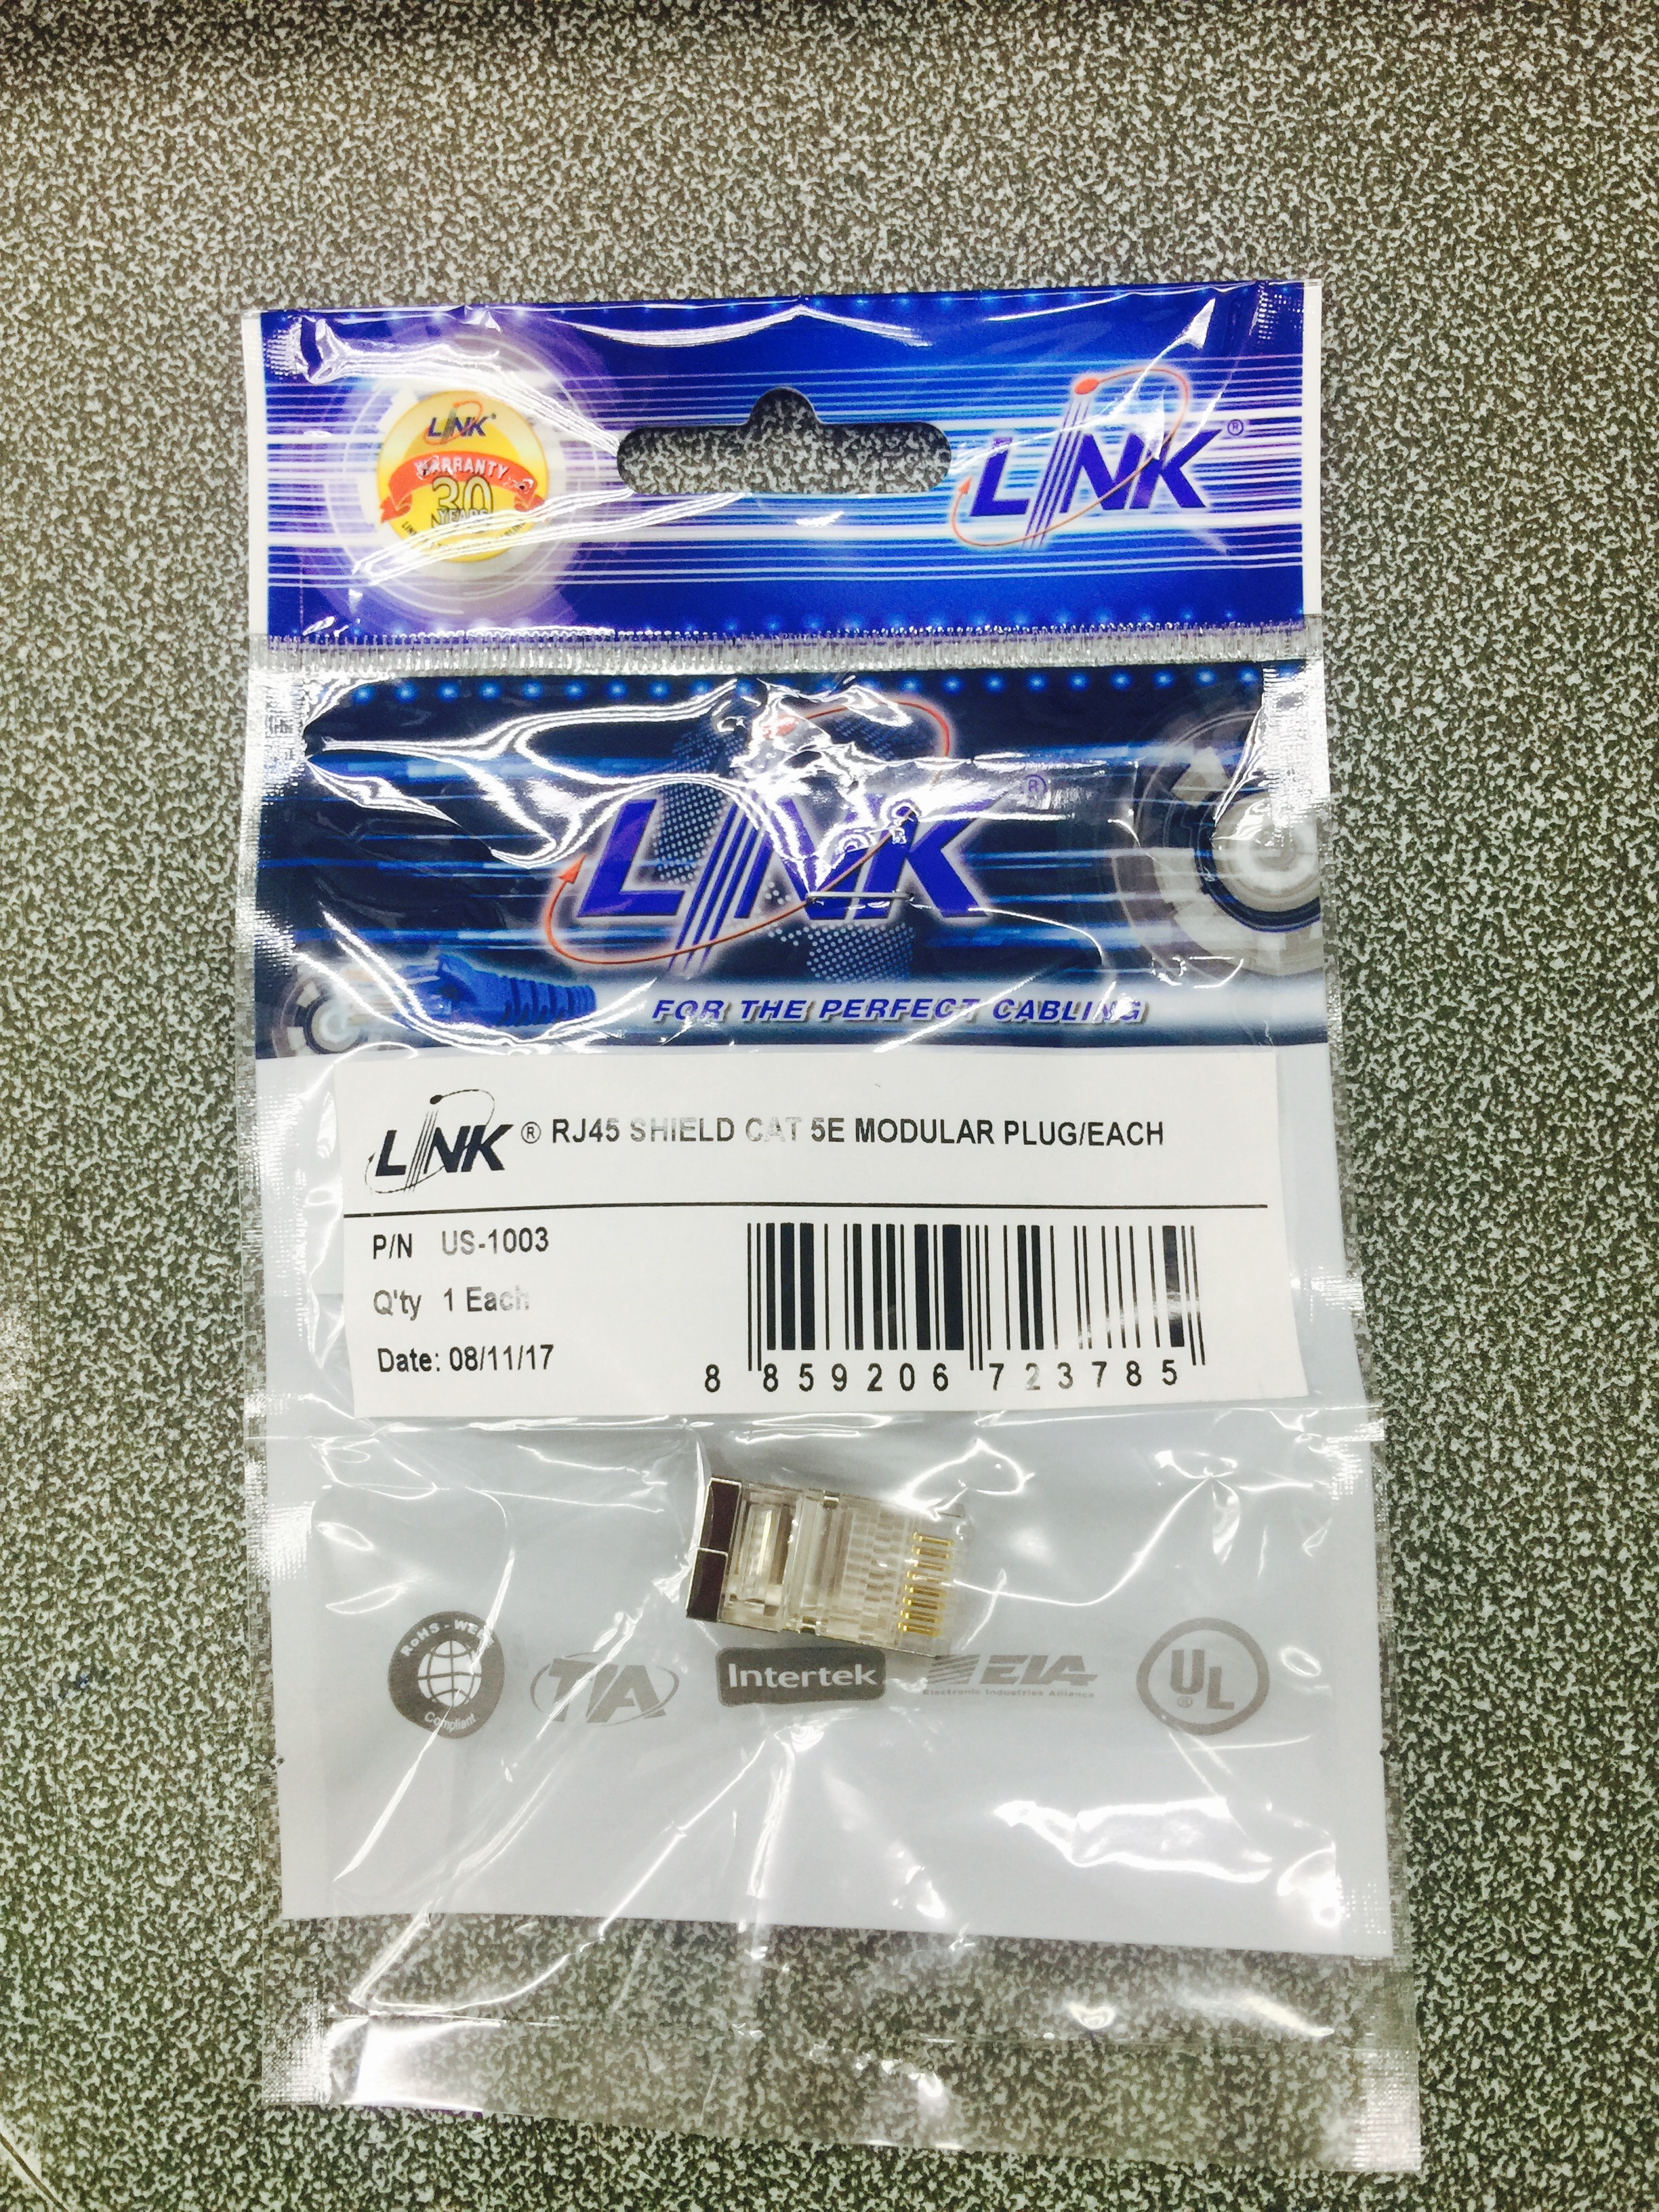 LINK®
WARRANTY
30
YEARS
LINK®
LINK®
FOR THE PERFECT CABLING
LINK® RJ45 SHIELD CAT 5E MODULAR PLUG/EACH
P/N US-1003
Q'ty 1 Each
Date: 08/11/17
8 859206 723785
RoHS - WEEE
Compliant
TIA
Intertek
EIA
Electronic Industries Alliance
UL®